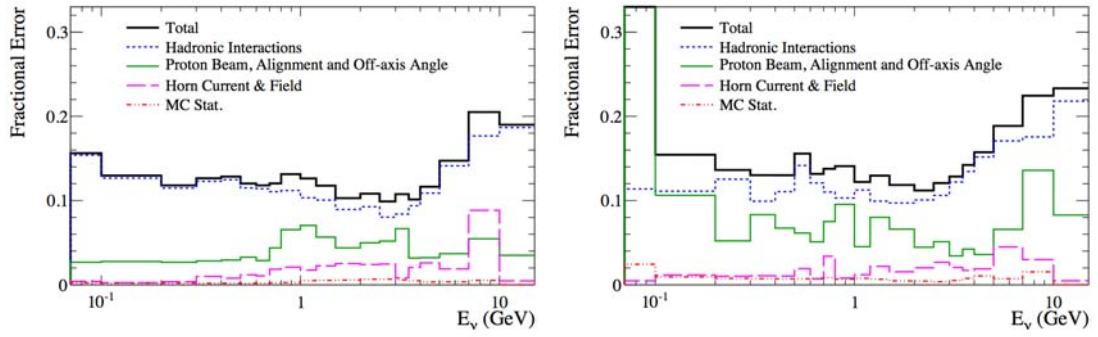 Fractional Error
0.3
0.2
0.1
0
Total
Hadronic Interactions
Proton Beam, Alignment and Off-axis Angle
Horn Current & Field
MC Stat.
10⁻¹
1
10
Eν (GeV)
Fractional Error
0.3
0.2
0.1
0
Total
Hadronic Interactions
Proton Beam, Alignment and Off-axis Angle
Horn Current & Field
MC Stat.
10⁻¹
1
10
Eν (GeV)